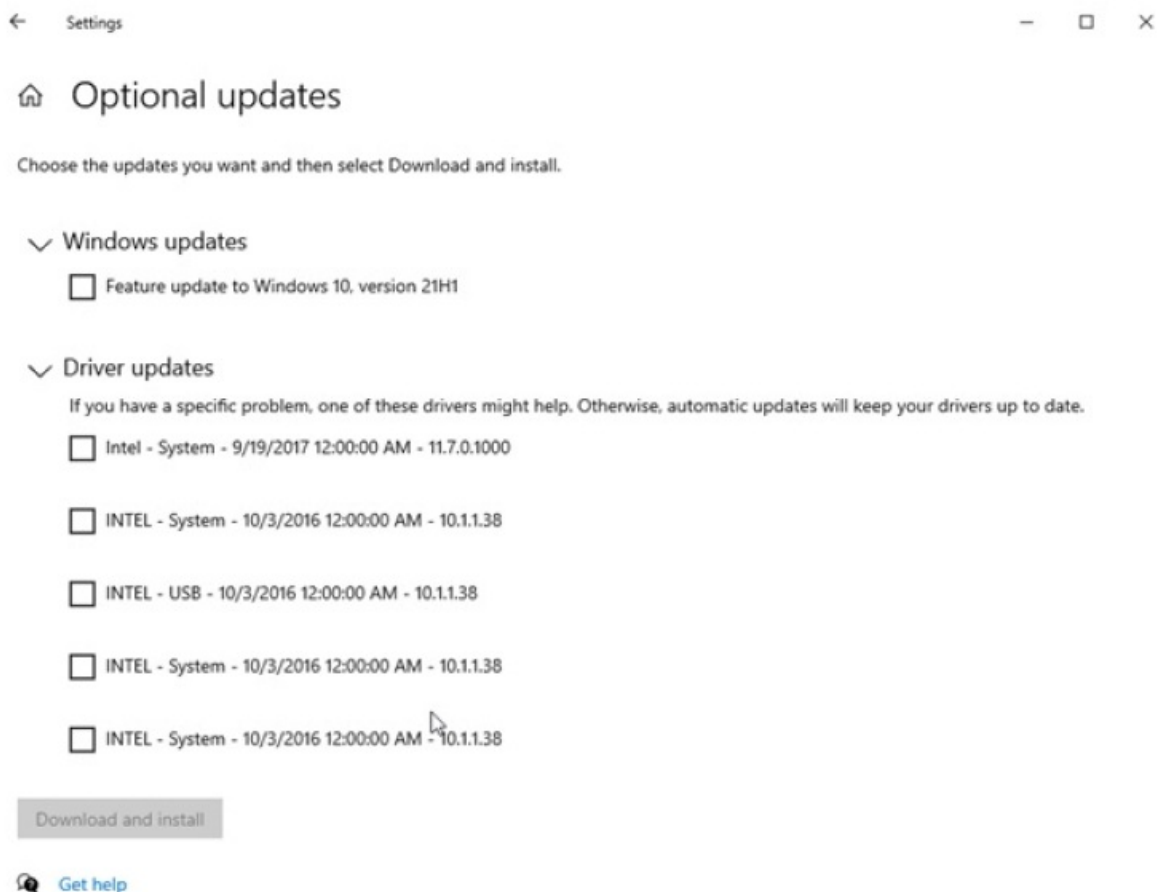 Settings
Optional updates
Choose the updates you want and then select Download and install.
Windows updates
Feature update to Windows 10, version 21H1
Driver updates
If you have a specific problem, one of these drivers might help. Otherwise, automatic updates will keep your drivers up to date.
Intel - System - 9/19/2017 12:00:00 AM - 11.7.0.1000
INTEL - System - 10/3/2016 12:00:00 AM - 10.1.1.38
INTEL - USB - 10/3/2016 12:00:00 AM - 10.1.1.38
INTEL - System - 10/3/2016 12:00:00 AM - 10.1.1.38
INTEL - System - 10/3/2016 12:00:00 AM - 10.1.1.38
Download and install
Get help